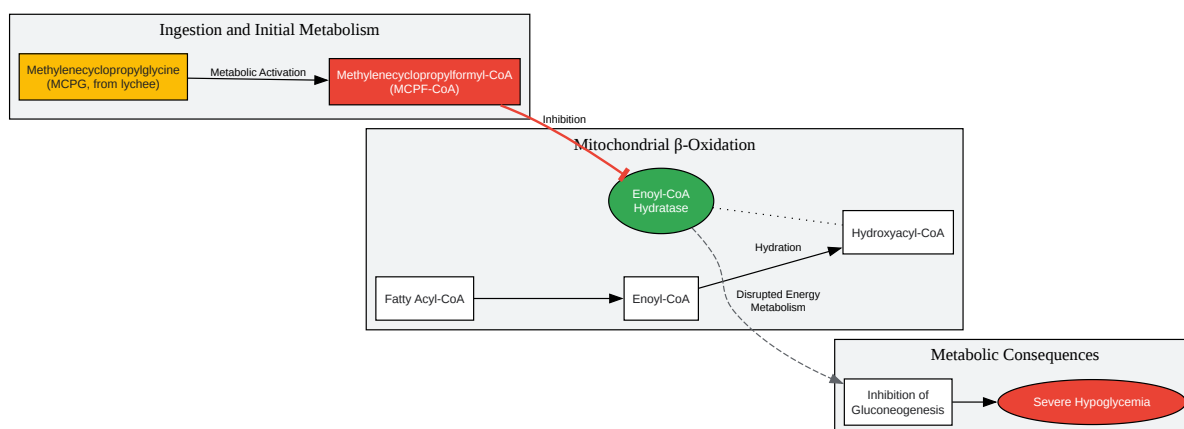 Ingestion and Initial Metabolism
Methylenecyclopropylglycine
(MCPG, from lychee)
Metabolic Activation
Methylenecyclopropylformyl-CoA
(MCPF-CoA)
Inhibition
Mitochondrial β-Oxidation
Enoyl-CoA
Hydratase
Hydroxyacyl-CoA
Hydration
Fatty Acyl-CoA
Enoyl-CoA
Disrupted Energy
Metabolism
Metabolic Consequences
Inhibition of
Gluconeogenesis
Severe Hypoglycemia